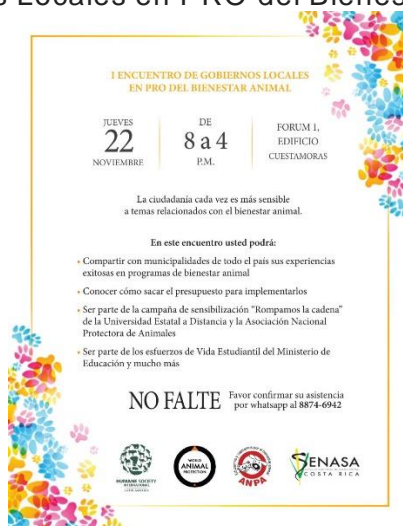 s Locales en PRO del Bienes
I ENCUENTRO DE GOBIERNOS LOCALES
EN PRO DEL BIENESTAR ANIMAL
JUEVES
22
NOVIEMBRE
DE
8 a 4
P.M.
FORUM 1,
EDIFICIO
CUESTAMORAS
La ciudadanía cada vez es más sensible
a temas relacionados con el bienestar animal.
En este encuentro usted podrá:
• Compartir con municipalidades de todo el país sus experiencias
exitosas en programas de bienestar animal
• Conocer cómo sacar el presupuesto para implementarlos
• Ser parte de la campaña de sensibilización "Rompamos la cadena"
de la Universidad Estatal a Distancia y la Asociación Nacional
Protectora de Animales
• Ser parte de los esfuerzos de Vida Estudiantil del Ministerio de
Educación y mucho más
NO FALTE
Favor confirmar su asistencia
por whatsapp al 8874-6942
HUMANE SOCIETY
INTERNATIONAL
WORLD
ANIMAL
PROTECTION
ANPA
SENASA
COSTA RICA